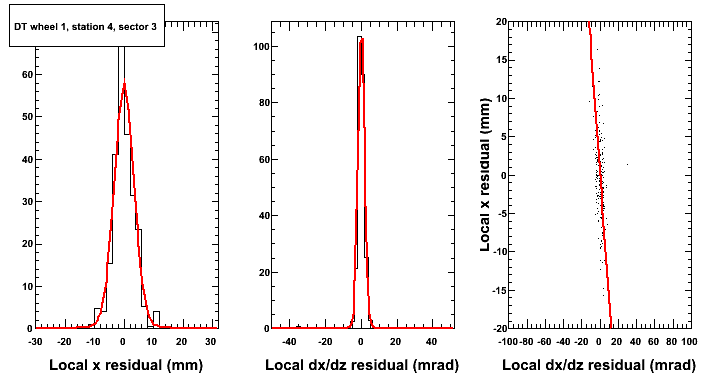 DT wheel 1, station 4, sector 3
60
50
40
30
20
10
0
-30 -20 -10 0 10 20 30
Local x residual (mm)
100
80
60
40
20
0
-40 -20 0 20 40
Local dx/dz residual (mrad)
Local x residual (mm)
20
15
10
5
0
-5
-10
-15
-20
-100 -80 -60 -40 -20 0 20 40 60 80 100
Local dx/dz residual (mrad)